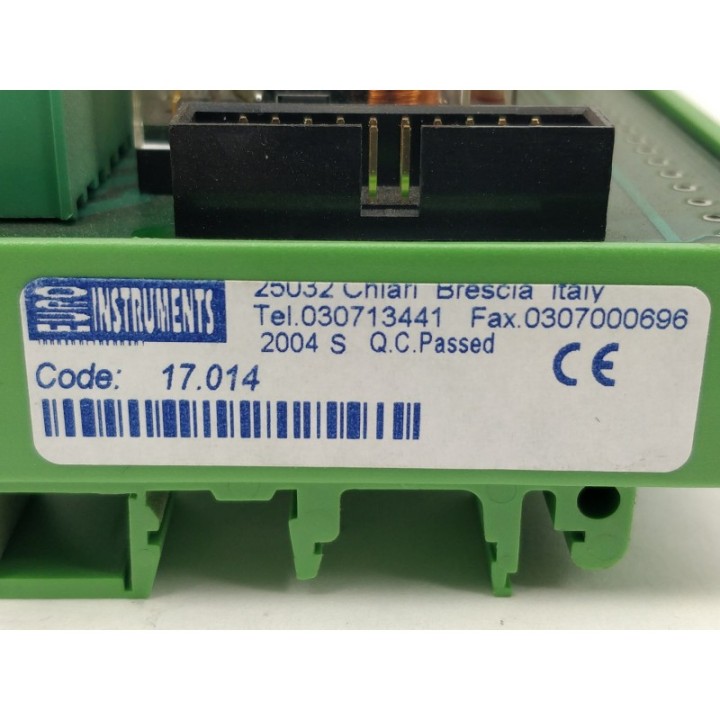 EURO
INSTRUMENTS
25032 Chiari Brescia Italy
Tel.030713441 Fax.0307000696
2004 S Q.C.Passed
CE
Code: 17.014